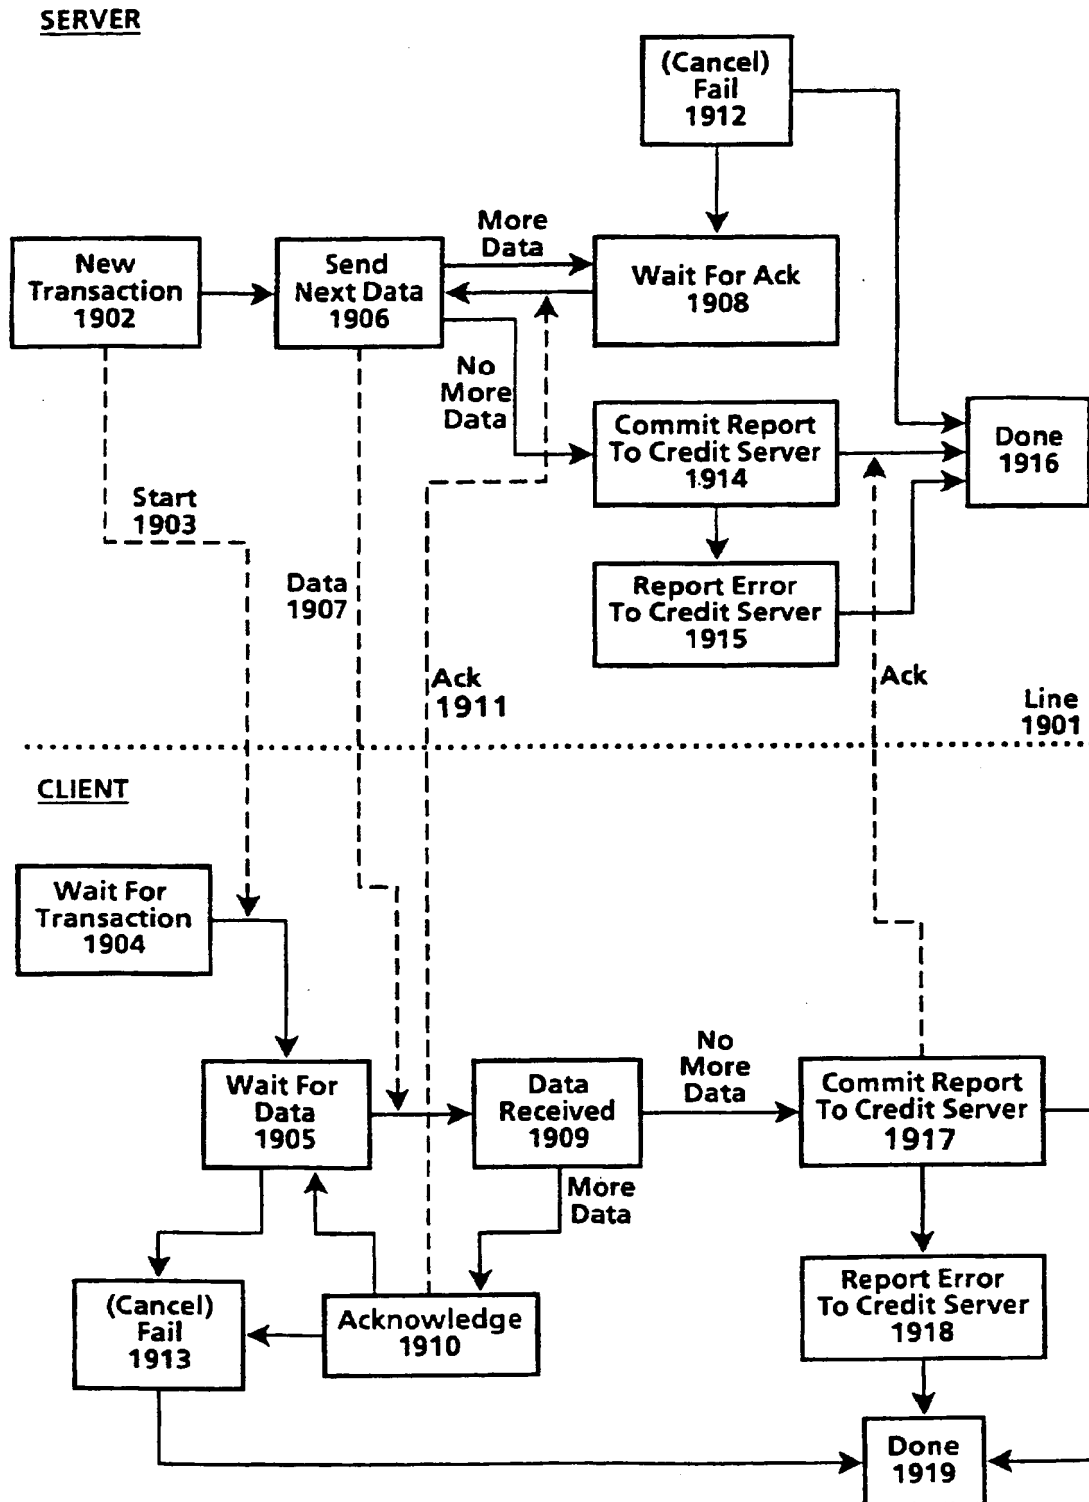 SERVER
(Cancel)
Fail
1912
More
Data
New
Transaction
1902
Send
Next Data
1906
Wait For Ack
1908
No
More
Data
Commit Report
To Credit Server
1914
Done
1916
Start
1903
Data
1907
Report Error
To Credit Server
1915
Ack
1911
Ack
Line
1901
CLIENT
Wait For
Transaction
1904
Wait For
Data
1905
Data
Received
1909
No
More
Data
Commit Report
To Credit Server
1917
More
Data
(Cancel)
Fail
1913
Acknowledge
1910
Report Error
To Credit Server
1918
Done
1919